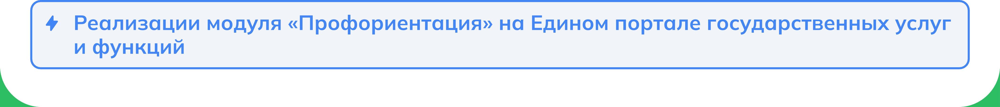 Реализации модуля «Профориентация» на Едином портале государственных услуг
и функций